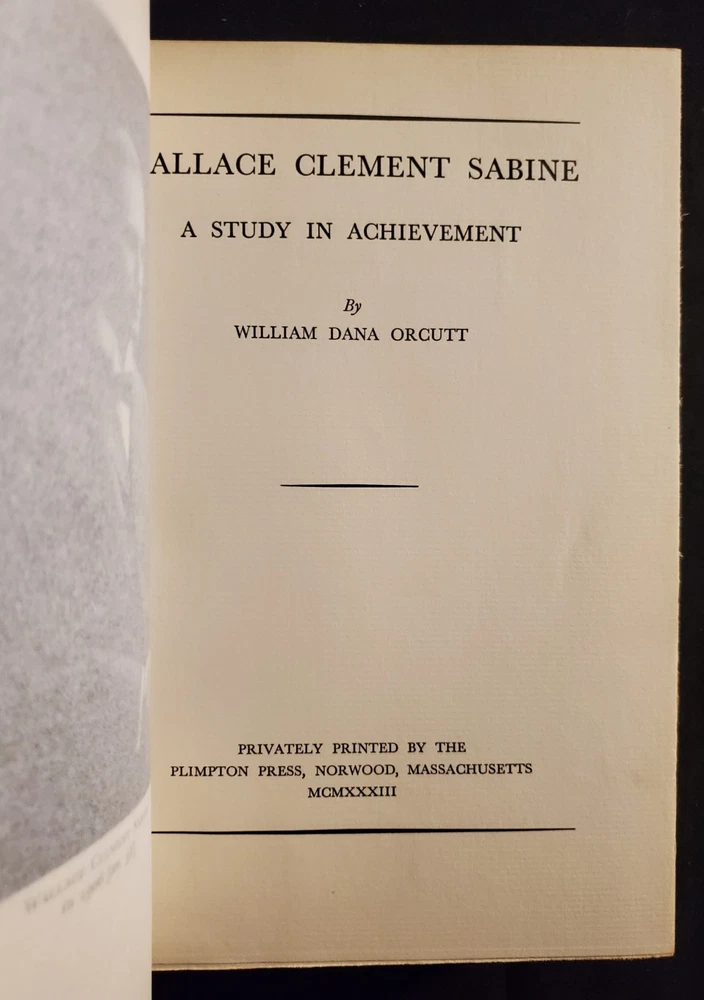 ALLACE CLEMENT SABINE
A STUDY IN ACHIEVEMENT
By
WILLIAM DANA ORCUTT
PRIVATELY PRINTED BY THE
PLIMPTON PRESS, NORWOOD, MASSACHUSETTS
MCMXXXIII